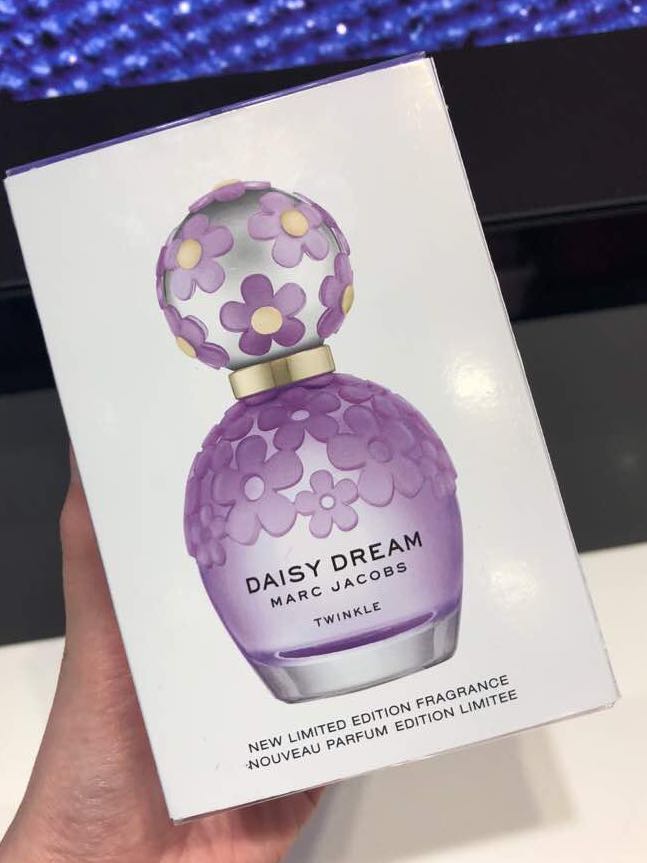 DAISY DREAM
MARC JACOBS
TWINKLE
NEW LIMITED EDITION FRAGRANCE
NOUVEAU PARFUM EDITION LIMITEE